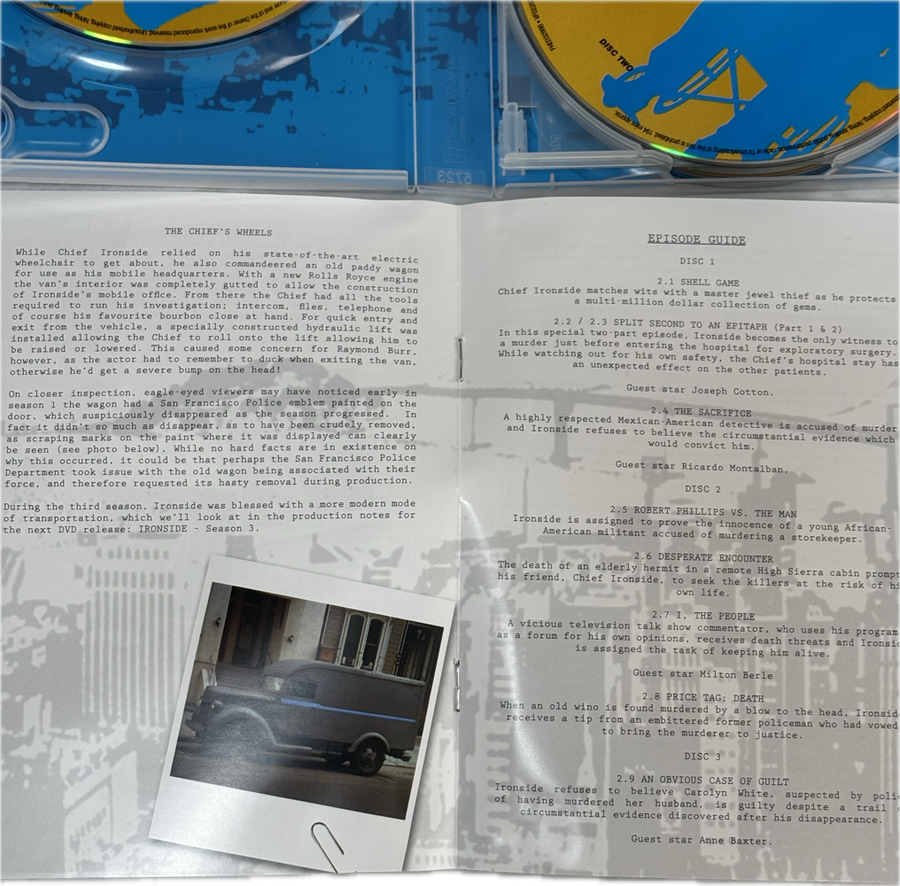 DISC TWO
5723
THE CHIEF'S WHEELS
While Chief Ironside relied on his state-of-the-art electric
wheelchair to get about, he also commandeered an old paddy wagon
for use as his mobile headquarters. With a new Rolls Royce engine
the van's interior was completely gutted to allow the construction
of Ironside's mobile office. From there the Chief had all the tools
required to run his investigation; intercom, files, telephone and
of course his favourite bourbon close at hand. For quick entry and
exit from the vehicle, a specially constructed hydraulic lift was
installed allowing the Chief to roll onto the lift allowing him to
be raised or lowered. This caused some concern for Raymond Burr,
however, as the actor had to remember to duck when exiting the van,
otherwise he'd get a severe bump on the head!
On closer inspection, eagle-eyed viewers may have noticed early in
season 1 the wagon had a San Francisco Police emblem painted on the
door, which suspiciously disappeared as the season progressed. In
fact it didn't so much as disappear, as to have been crudely removed,
as scraping marks on the paint where it was displayed can clearly
be seen (see photo below). While no hard facts are in existence on
why this occurred, it could be that perhaps the San Francisco Police
Department took issue with the old wagon being associated with their
force, and therefore requested its hasty removal during production.
During the third season, Ironside was blessed with a more modern mode
of transportation, which we'll look at in the production notes for
the next DVD release: IRONSIDE - Season 3.
EPISODE GUIDE
DISC 1
2.1 SHELL GAME
Chief Ironside matches wits with a master jewel thief as he protects
a multi-million dollar collection of gems.
2.2 / 2.3 SPLIT SECOND TO AN EPITAPH (Part 1 & 2)
In this special two-part episode, Ironside becomes the only witness to
a murder just before entering the hospital for exploratory surgery.
While watching out for his own safety, the Chief's hospital stay has
an unexpected effect on the other patients.
Guest star Joseph Cotton.
2.4 THE SACRIFICE
A highly respected Mexican-American detective is accused of murder
and Ironside refuses to believe the circumstantial evidence which
would convict him.
Guest star Ricardo Montalban.
DISC 2
2.5 ROBERT PHILLIPS VS. THE MAN
Ironside is assigned to prove the innocence of a young African-
American militant accused of murdering a storekeeper.
2.6 DESPERATE ENCOUNTER
The death of an elderly hermit in a remote High Sierra cabin prompt
his friend, Chief Ironside, to seek the killers at the risk of hi
own life.
2.7 I, THE PEOPLE
A vicious television talk show commentator, who uses his program
as a forum for his own opinions, receives death threats and Ironsid
is assigned the task of keeping him alive.
Guest star Milton Berle
2.8 PRICE TAG: DEATH
When an old wino is found murdered by a blow to the head, Ironsid
receives a tip from an embittered former policeman who had vowed
to bring the murderer to justice.
DISC 3
2.9 AN OBVIOUS CASE OF GUILT
Ironside refuses to believe Carolyn White, suspected by poli
of having murdered her husband, is guilty despite a trail
circumstantial evidence discovered after his disappearance.
Guest star Anne Baxter.